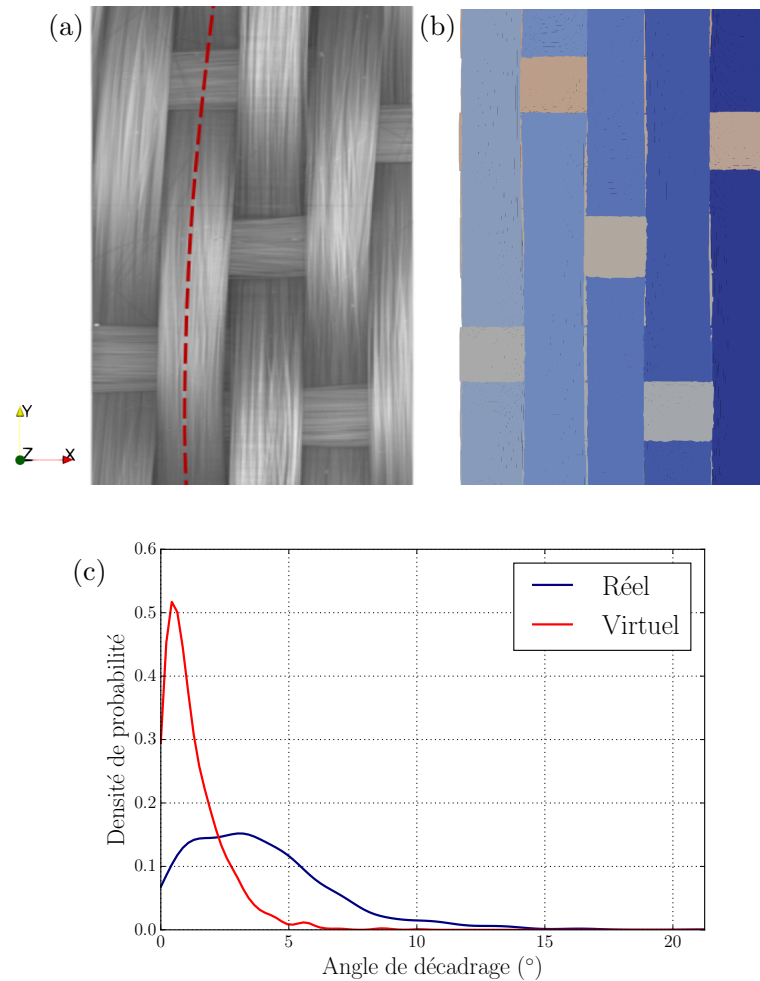 (a)
(b)
Y
Z
X
(c)
0.6
0.5
0.4
0.3
0.2
0.1
0.0
Densité de probabilité
Réel
Virtuel
0
5
10
15
20
Angle de décadrage (°)